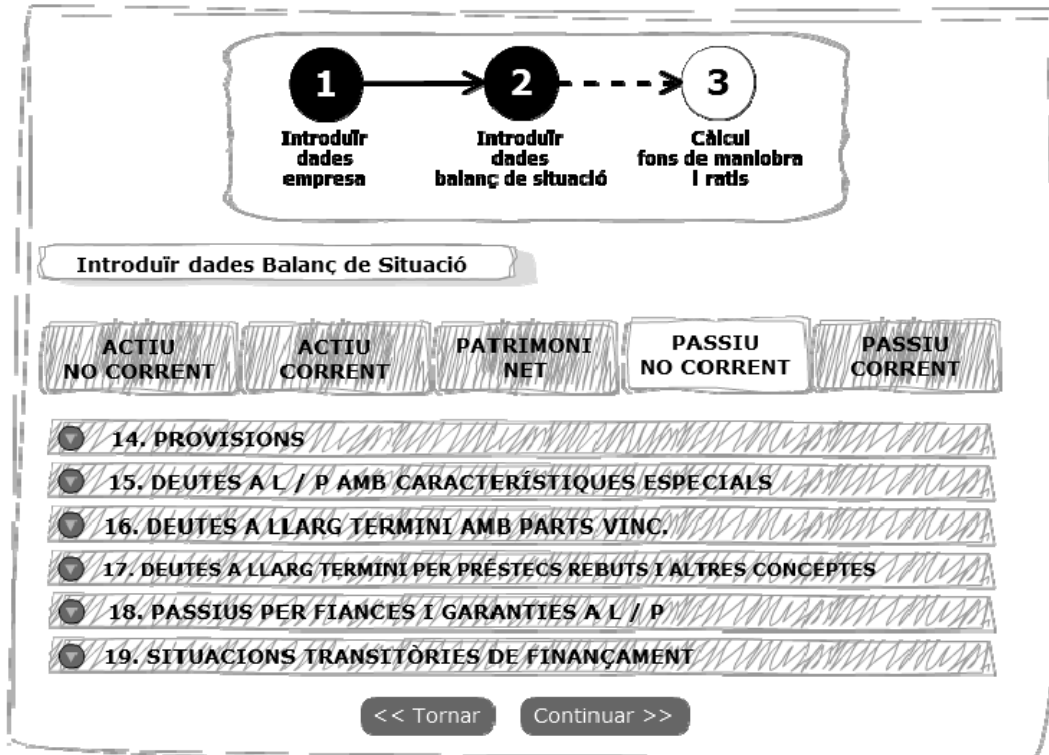 1
2
3
Introduïr
dades
empresa
Introduïr
dades
balanç de situació
Càlcul
fons de maniobra
i ratis
Introduïr dades Balanç de Situació
ACTIU
NO CORRENT
ACTIU
CORRENT
PATRIMONI
NET
PASSIU
NO CORRENT
PASSIU
CORRENT
14. PROVISIONS
15. DEUTES A L / P AMB CARACTERÍSTIQUES ESPECIALS
16. DEUTES A LLARG TERMINI AMB PARTS VINC.
17. DEUTES A LLARG TERMINI PER PRÉSTECS REBUTS I ALTRES CONCEPTES
18. PASSIUS PER FIANCES I GARANTIES A L / P
19. SITUACIONS TRANSITÒRIES DE FINANÇAMENT
<< Tornar
Continuar >>